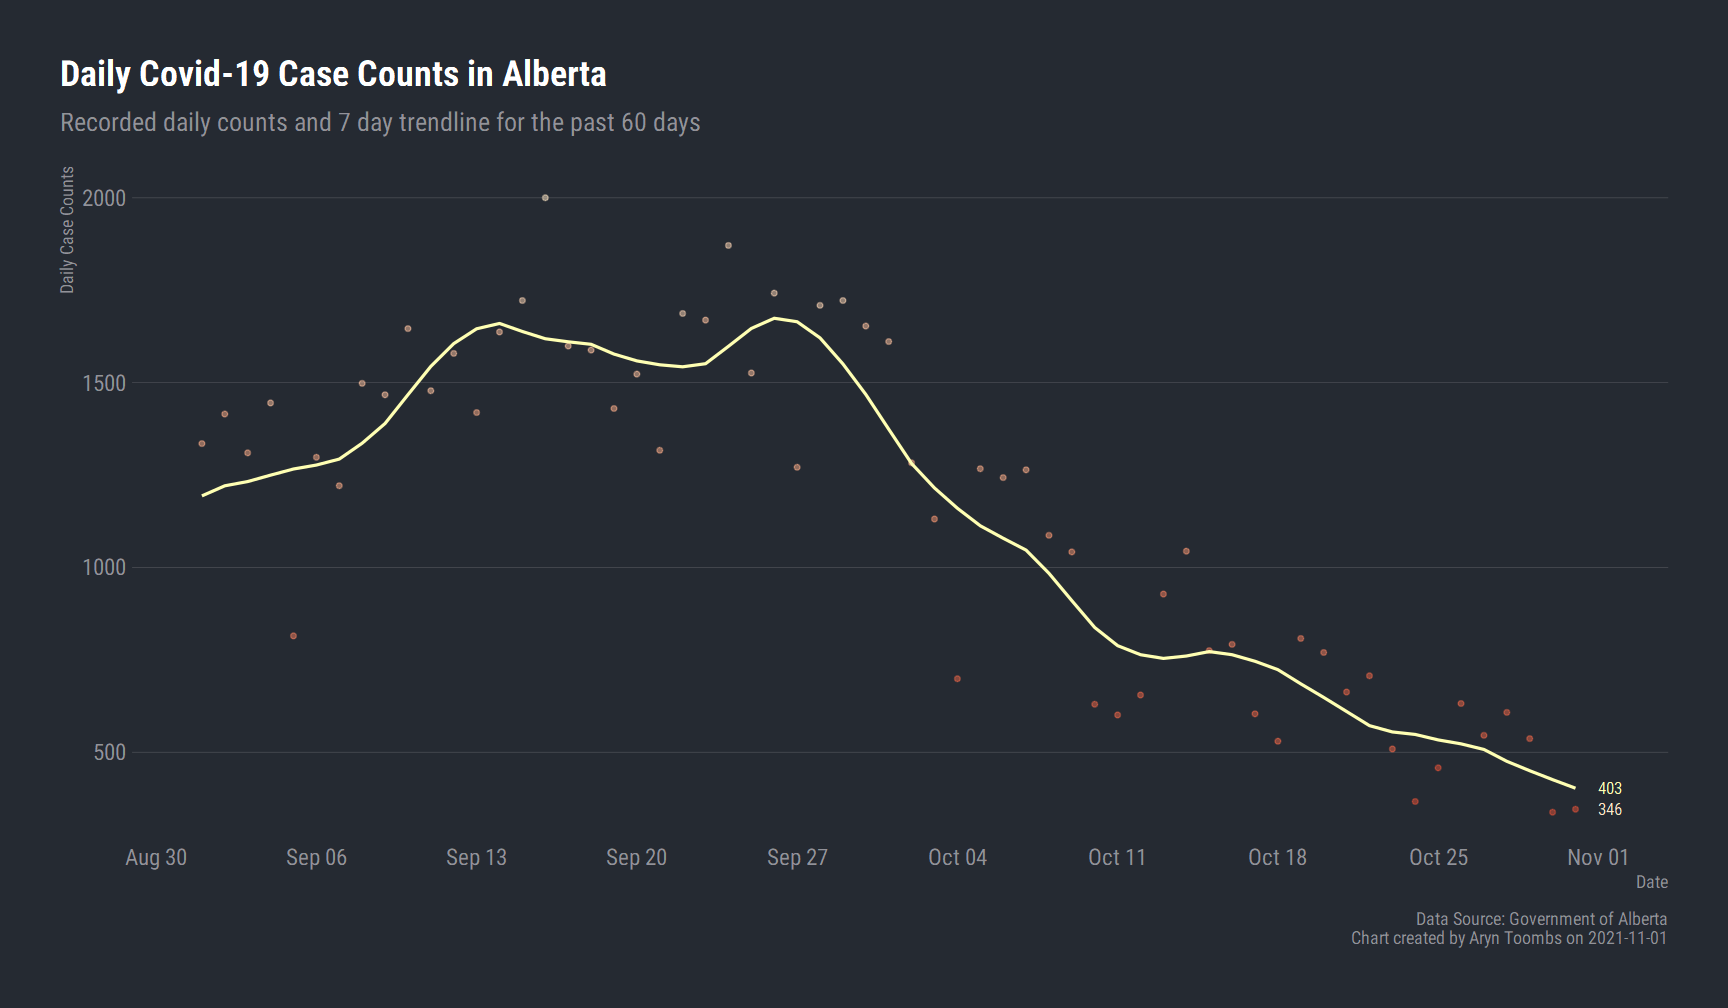 Daily Covid-19 Case Counts in Alberta
Recorded daily counts and 7 day trendline for the past 60 days
Daily Case Counts
2000
1500
1000
500
403
346
Aug 30 Sep 06 Sep 13 Sep 20 Sep 27 Oct 04 Oct 11 Oct 18 Oct 25 Nov 01
Date
Data Source: Government of Alberta
Chart created by Aryn Toombs on 2021-11-01